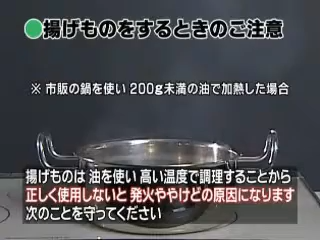 ●揚げものをするときのご注意
※ 市販の鍋を使い 200g未満の油で加熱した場合
揚げものは 油を使い 高い温度で調理することから
正しく使用しないと 発火ややけどの原因になります
次のことを守ってください